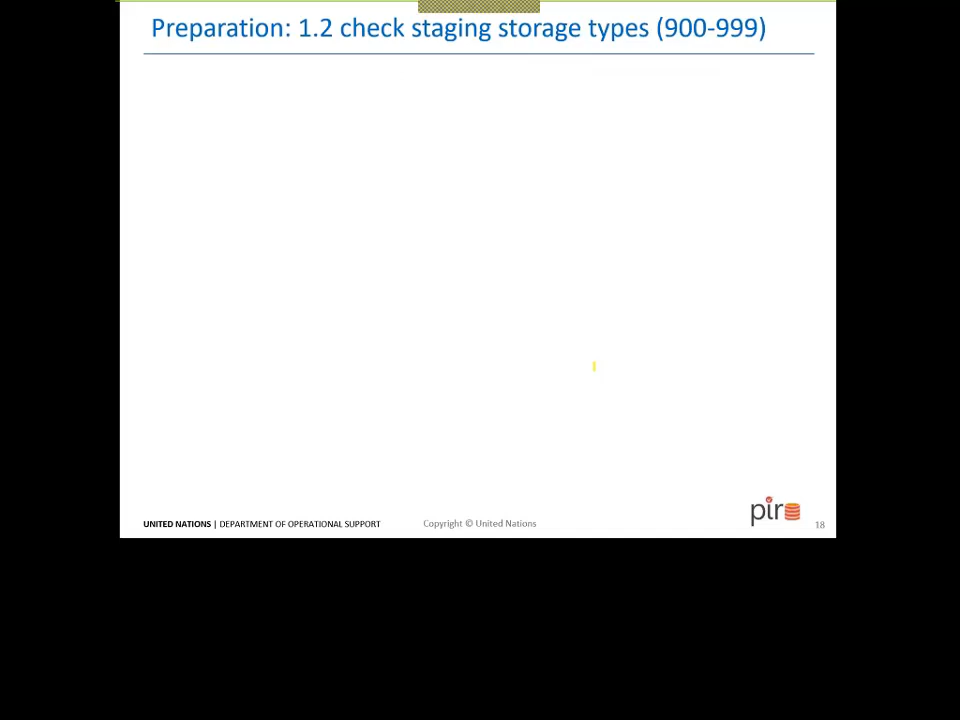 Preparation: 1.2 check staging storage types (900-999)
UNITED NATIONS | DEPARTMENT OF OPERATIONAL SUPPORT
Copyright © United Nations
pir
18